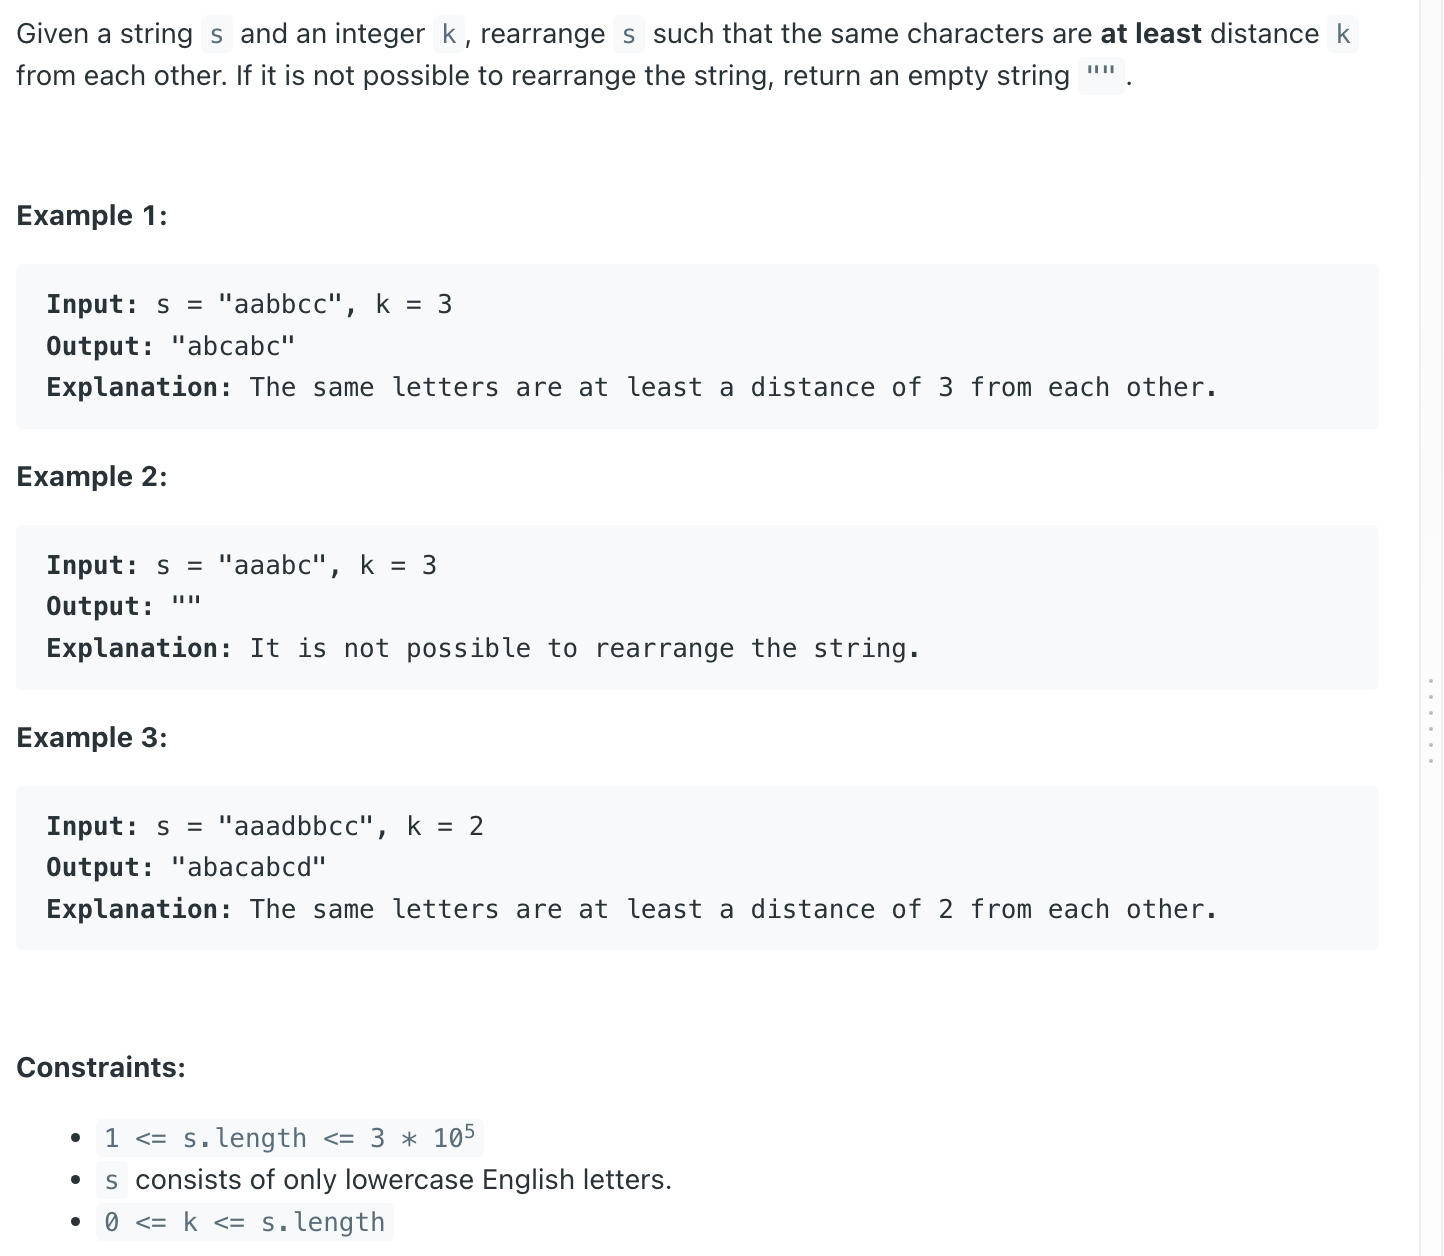 Given a string s and an integer k, rearrange s such that the same characters are at least distance k
from each other. If it is not possible to rearrange the string, return an empty string "".
Example 1:
Input: s = "aabbcc", k = 3
Output: "abcabc"
Explanation: The same letters are at least a distance of 3 from each other.
Example 2:
Input: s = "aaabc", k = 3
Output: ""
Explanation: It is not possible to rearrange the string.
Example 3:
Input: s = "aaadbbcc", k = 2
Output: "abacabcd"
Explanation: The same letters are at least a distance of 2 from each other.
Constraints:
• 1 <= s.length <= 3 * 10⁵
• s consists of only lowercase English letters.
• 0 <= k <= s.length